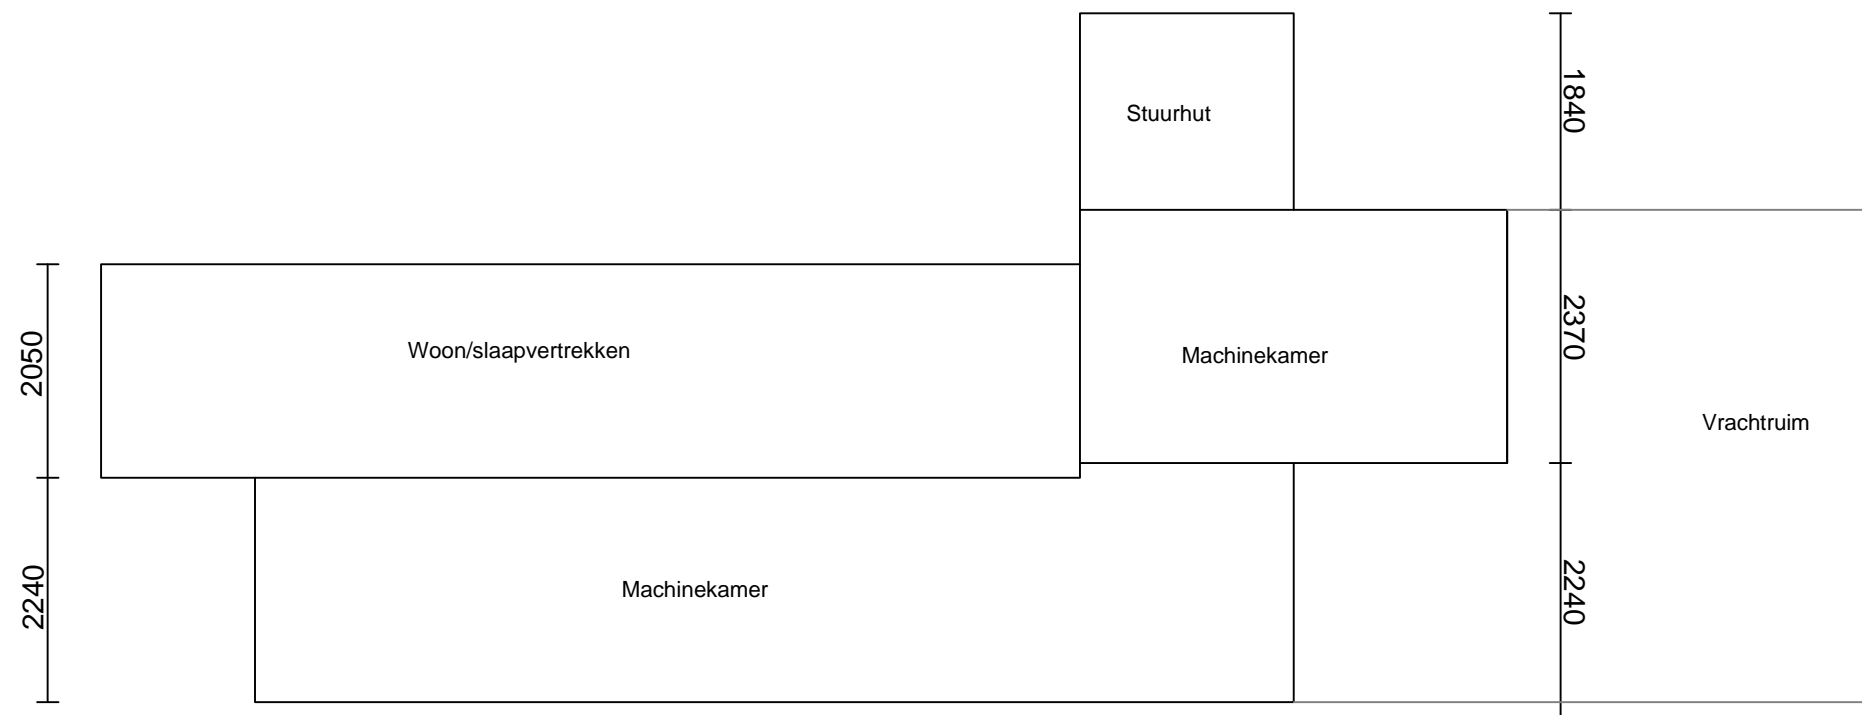 Stuurhut
1840
Woon/slaapvertrekken
2050
Machinekamer
2370
Vrachtruim
Machinekamer
2240
2240